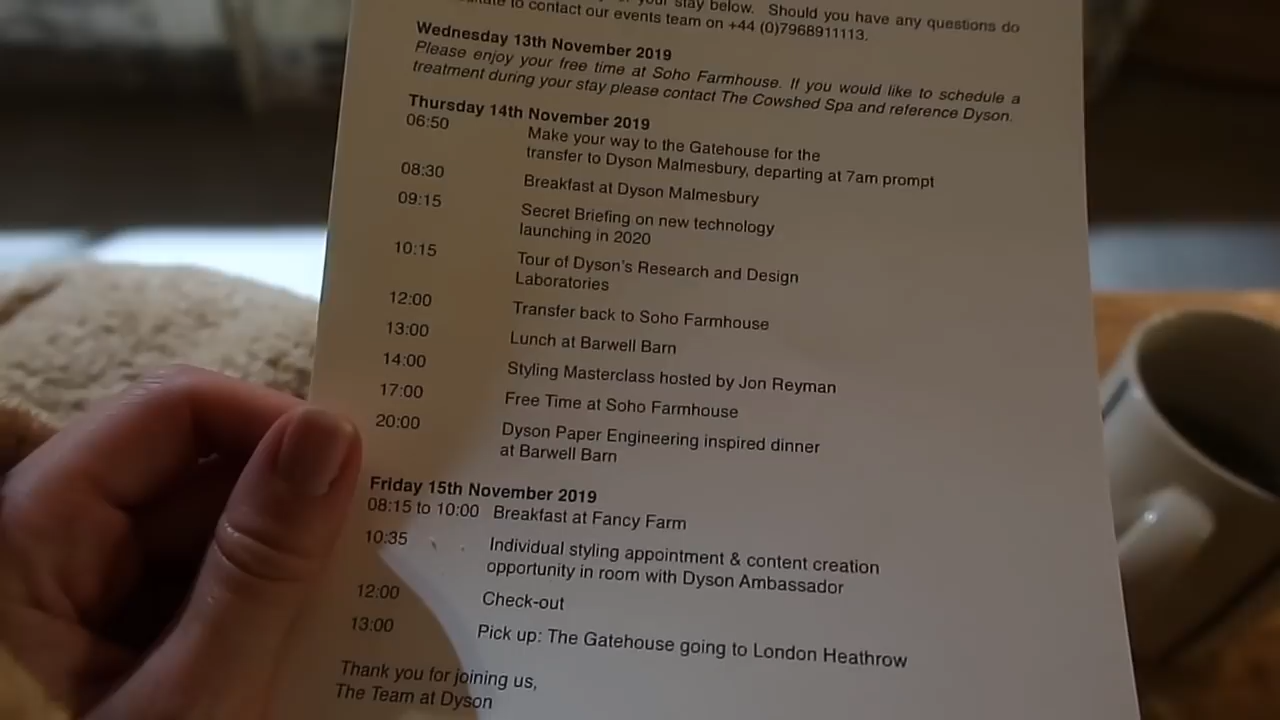 your stay below. Should you have any questions do
to contact our events team on +44 (0)7968911113.
Wednesday 13th November 2019
Please enjoy your free time at Soho Farmhouse. If you would like to schedule a
treatment during your stay please contact The Cowshed Spa and reference Dyson.
Thursday 14th November 2019
06:50 Make your way to the Gatehouse for the
transfer to Dyson Malmesbury, departing at 7am prompt
08:30 Breakfast at Dyson Malmesbury
09:15 Secret Briefing on new technology
launching in 2020
10:15 Tour of Dyson's Research and Design
Laboratories
12:00 Transfer back to Soho Farmhouse
13:00 Lunch at Barwell Barn
14:00 Styling Masterclass hosted by Jon Reyman
17:00 Free Time at Soho Farmhouse
20:00 Dyson Paper Engineering inspired dinner
at Barwell Barn
Friday 15th November 2019
08:15 to 10:00 Breakfast at Fancy Farm
10:35 Individual styling appointment & content creation
opportunity in room with Dyson Ambassador
12:00 Check-out
13:00 Pick up: The Gatehouse going to London Heathrow
Thank you for joining us,
The Team at Dyson